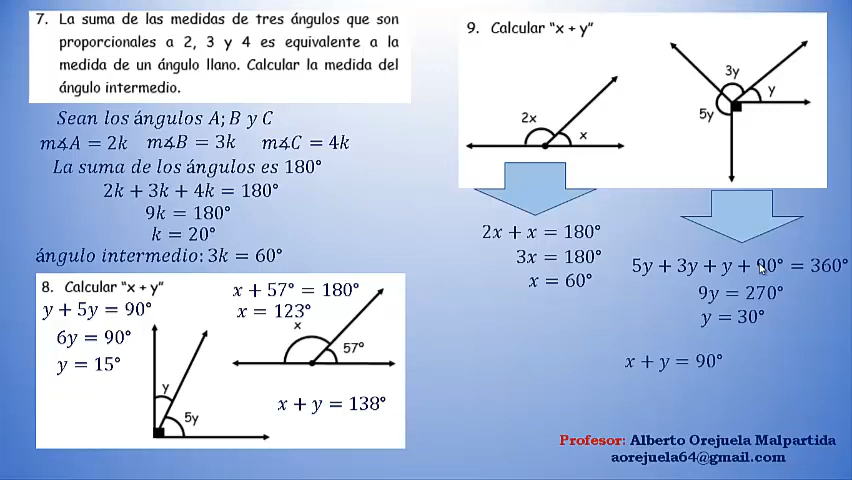 7. La suma de las medidas de tres ángulos que son
proporcionales a 2, 3 y 4 es equivalente a la
medida de un ángulo llano. Calcular la medida del
ángulo intermedio.
Sean los ángulos A; B y C
m∡A = 2k m∡B = 3k m∡C = 4k
La suma de los ángulos es 180°
2k + 3k + 4k = 180°
9k = 180°
k = 20°
ángulo intermedio: 3k = 60°
8. Calcular "x + y"
y + 5y = 90°
6y = 90°
y = 15°
y
5y
x + 57° = 180°
x = 123°
x
57°
x + y = 138°
9. Calcular "x + y"
2x
x
3y
y
5y
2x + x = 180°
3x = 180°
x = 60°
5y + 3y + y + 90° = 360°
9y = 270°
y = 30°
x + y = 90°
Profesor: Alberto Orejuela Malpartida
aorejuela64@gmail.com